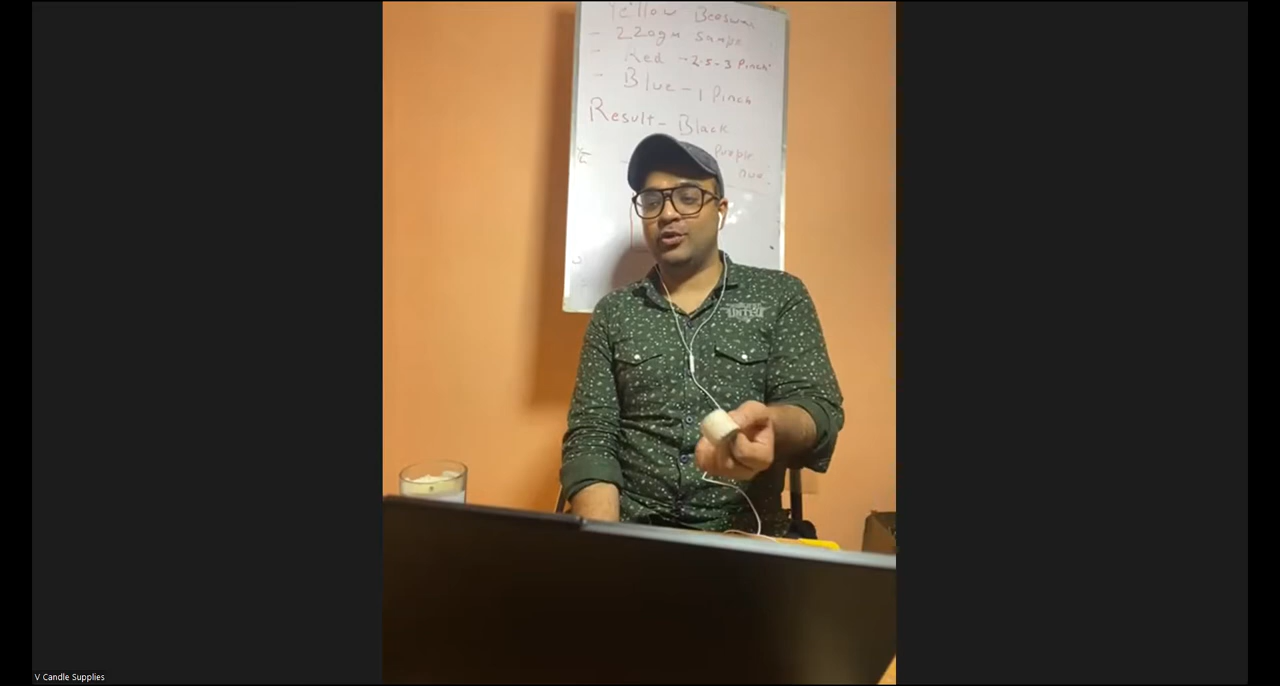 Yellow Beeswax
- 220gm Sample
- Red - 2.5-3 Pinch
- Blue - 1 Pinch
Result - Black
Purple
V Candle Supplies